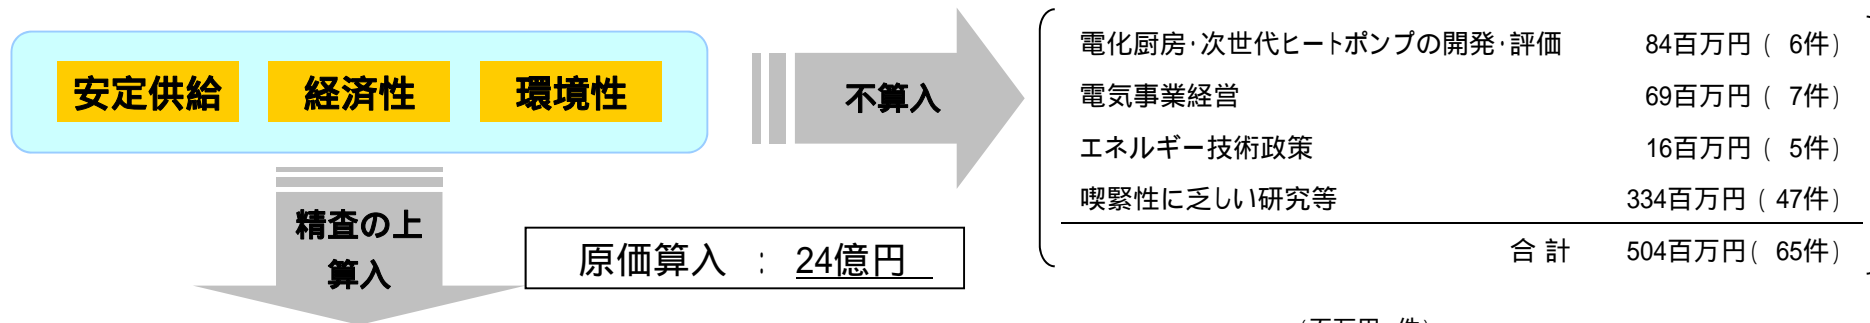 安定供給 経済性 環境性
不算入
電化厨房・次世代ヒートポンプの開発・評価 84百万円 ( 6件)
電気事業経営 69百万円 ( 7件)
エネルギー技術政策 16百万円 ( 5件)
喫緊性に乏しい研究等 334百万円 ( 47件)
合計 504百万円( 65件)
精査の上
算入
原価算入 : 24億円